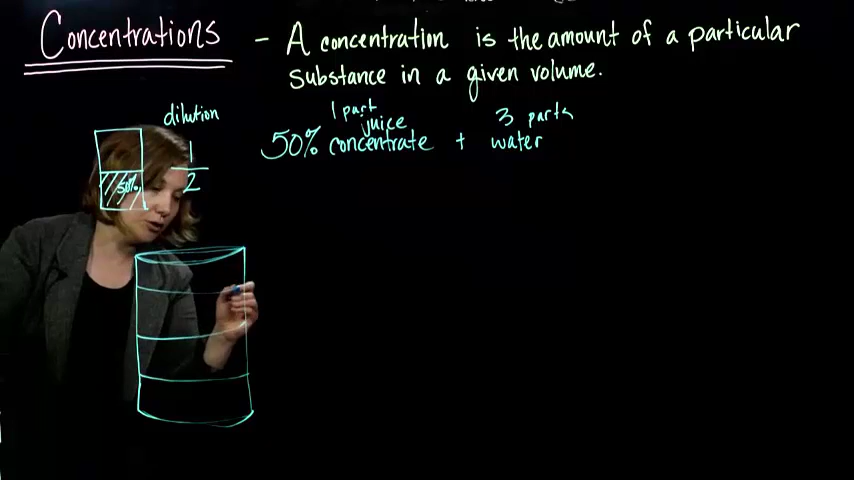 Concentrations - A concentration is the amount of a particular
substance in a given volume.
dilution
1 part
juice
3 parts
50% concentrate + water
1
2
50%